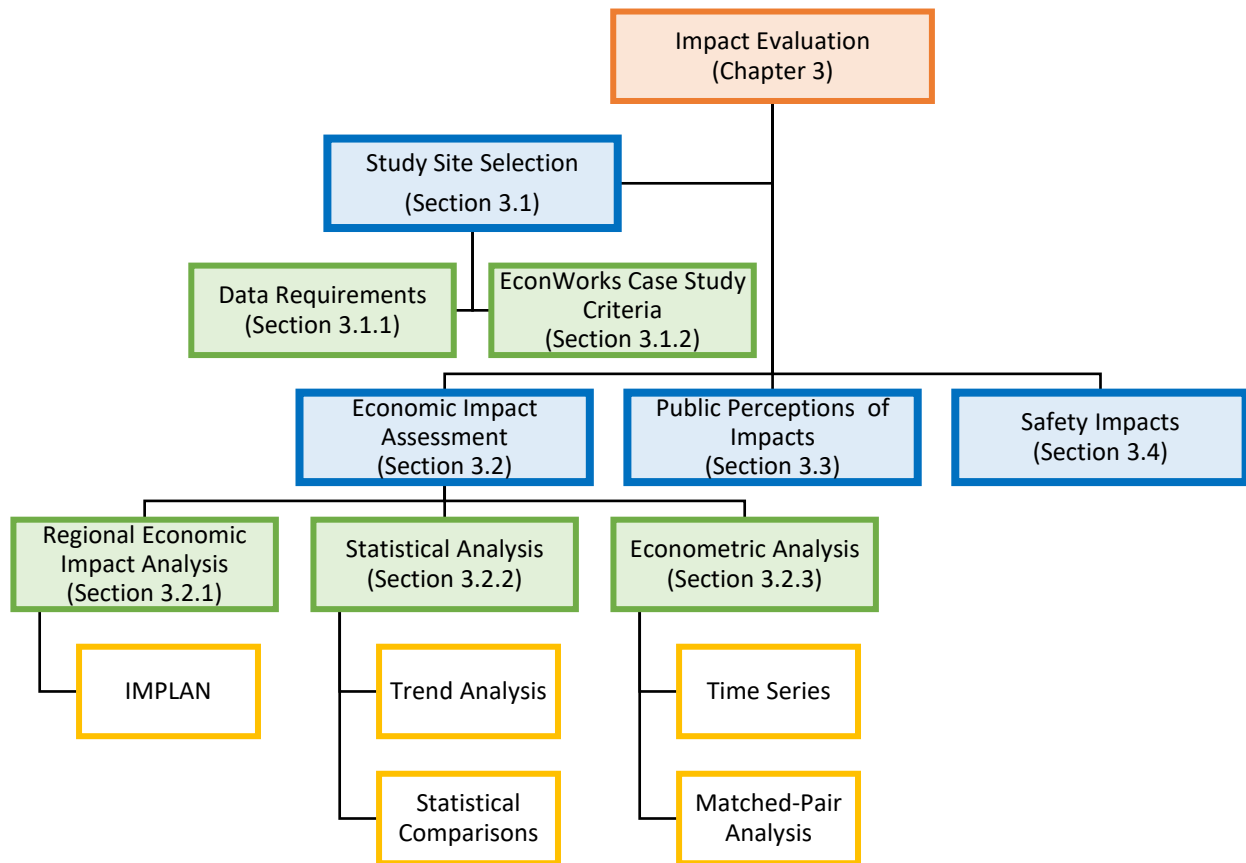 Impact Evaluation
(Chapter 3)
Study Site Selection
(Section 3.1)
Data Requirements
(Section 3.1.1)
EconWorks Case Study
Criteria
(Section 3.1.2)
Economic Impact
Assessment
(Section 3.2)
Public Perceptions of
Impacts
(Section 3.3)
Safety Impacts
(Section 3.4)
Regional Economic
Impact Analysis
(Section 3.2.1)
Statistical Analysis
(Section 3.2.2)
Econometric Analysis
(Section 3.2.3)
IMPLAN
Trend Analysis
Time Series
Statistical
Comparisons
Matched-Pair
Analysis